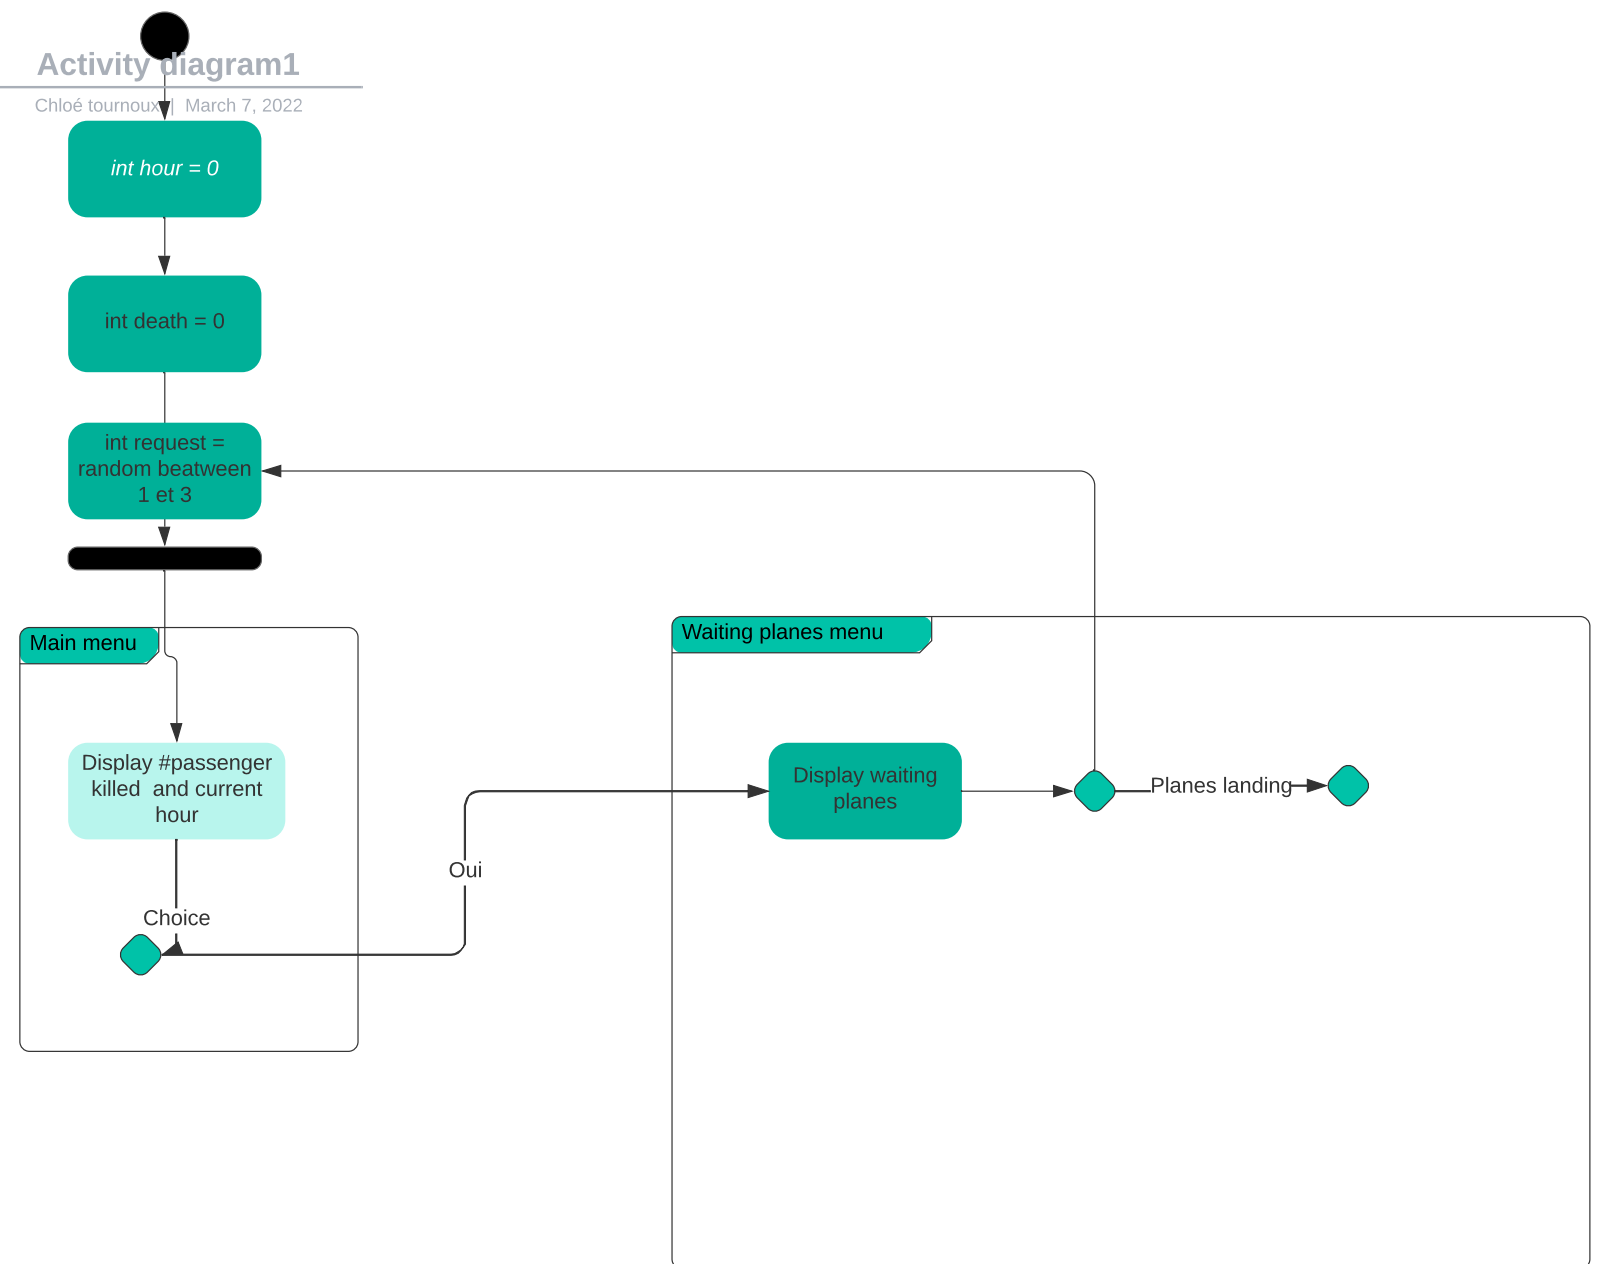 Activity diagram1
Chloé tournoux | March 7, 2022
int hour = 0
int death = 0
int request =
random beatween
1 et 3
Main menu
Display #passenger
killed  and current
hour
Choice
Oui
Waiting planes menu
Display waiting
planes
Planes landing